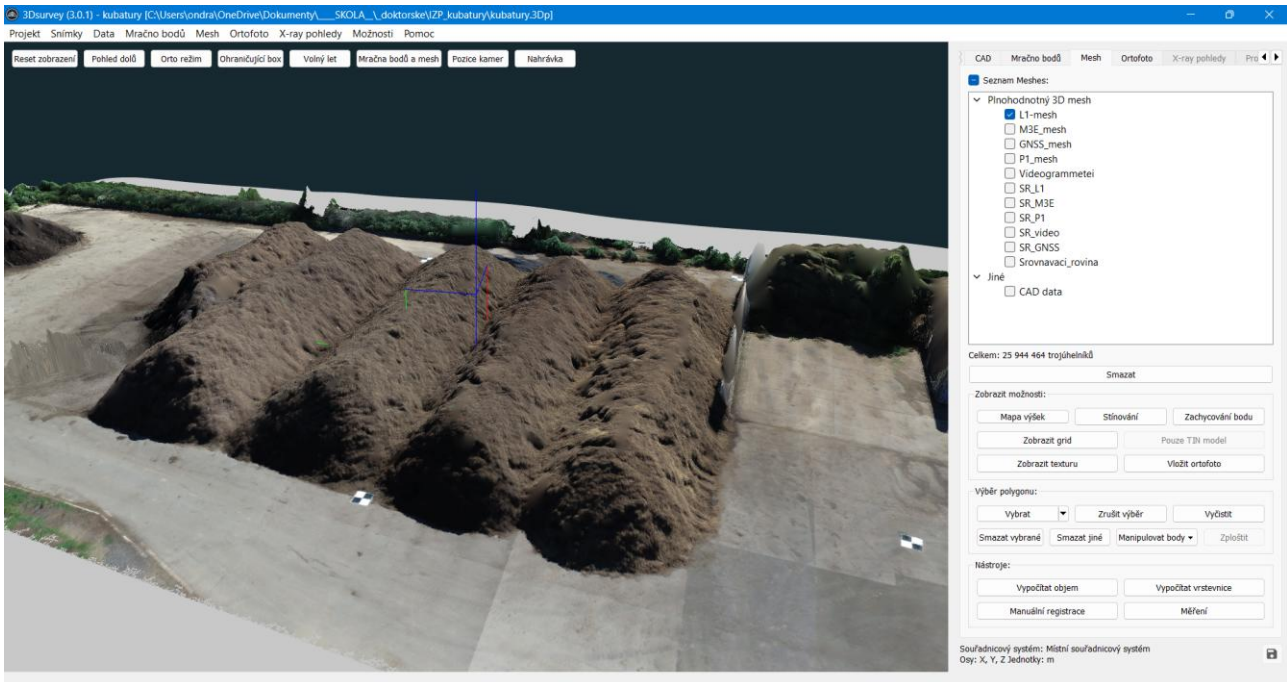 3Dsurvey (3.0.1) - kubatury [C:\Users\ondra\OneDrive\Dokumenty\____SKOLA__\_doktorske\IZP_kubatury\kubatury.3Dp]
Projekt Snímky Data Mračno bodů Mesh Ortofoto X-ray pohledy Možnosti Pomoc
Reset zobrazení Pohled dolů Orto režim Ohraničující box Volný let Mračna bodů a mesh Pozice kamer Nahrávka
CAD Mračno bodů Mesh Ortofoto X-ray pohledy Pro
Seznam Meshes:
Plnohodnotný 3D mesh
L1-mesh
M3E_mesh
GNSS_mesh
P1_mesh
Videogrammetei
SR_L1
SR_M3E
SR_P1
SR_video
SR_GNSS
Srovnavaci_rovina
Jiné
CAD data
Celkem: 25 944 464 trojúhelníků
Smazat
Zobrazit možnosti:
Mapa výšek Stínování Zachycování bodu
Zobrazit grid Pouze TIN model
Zobrazit texturu Vložit ortofoto
Výběr polygonu:
Vybrat Zrušit výběr Vyčistit
Smazat vybrané Smazat jiné Manipulovat body Zploštit
Nástroje:
Vypočítat objem Vypočítat vrstevnice
Manuální registrace Měření
Souřadnicový systém: Místní souřadnicový systém
Osy: X, Y, Z Jednotky: m